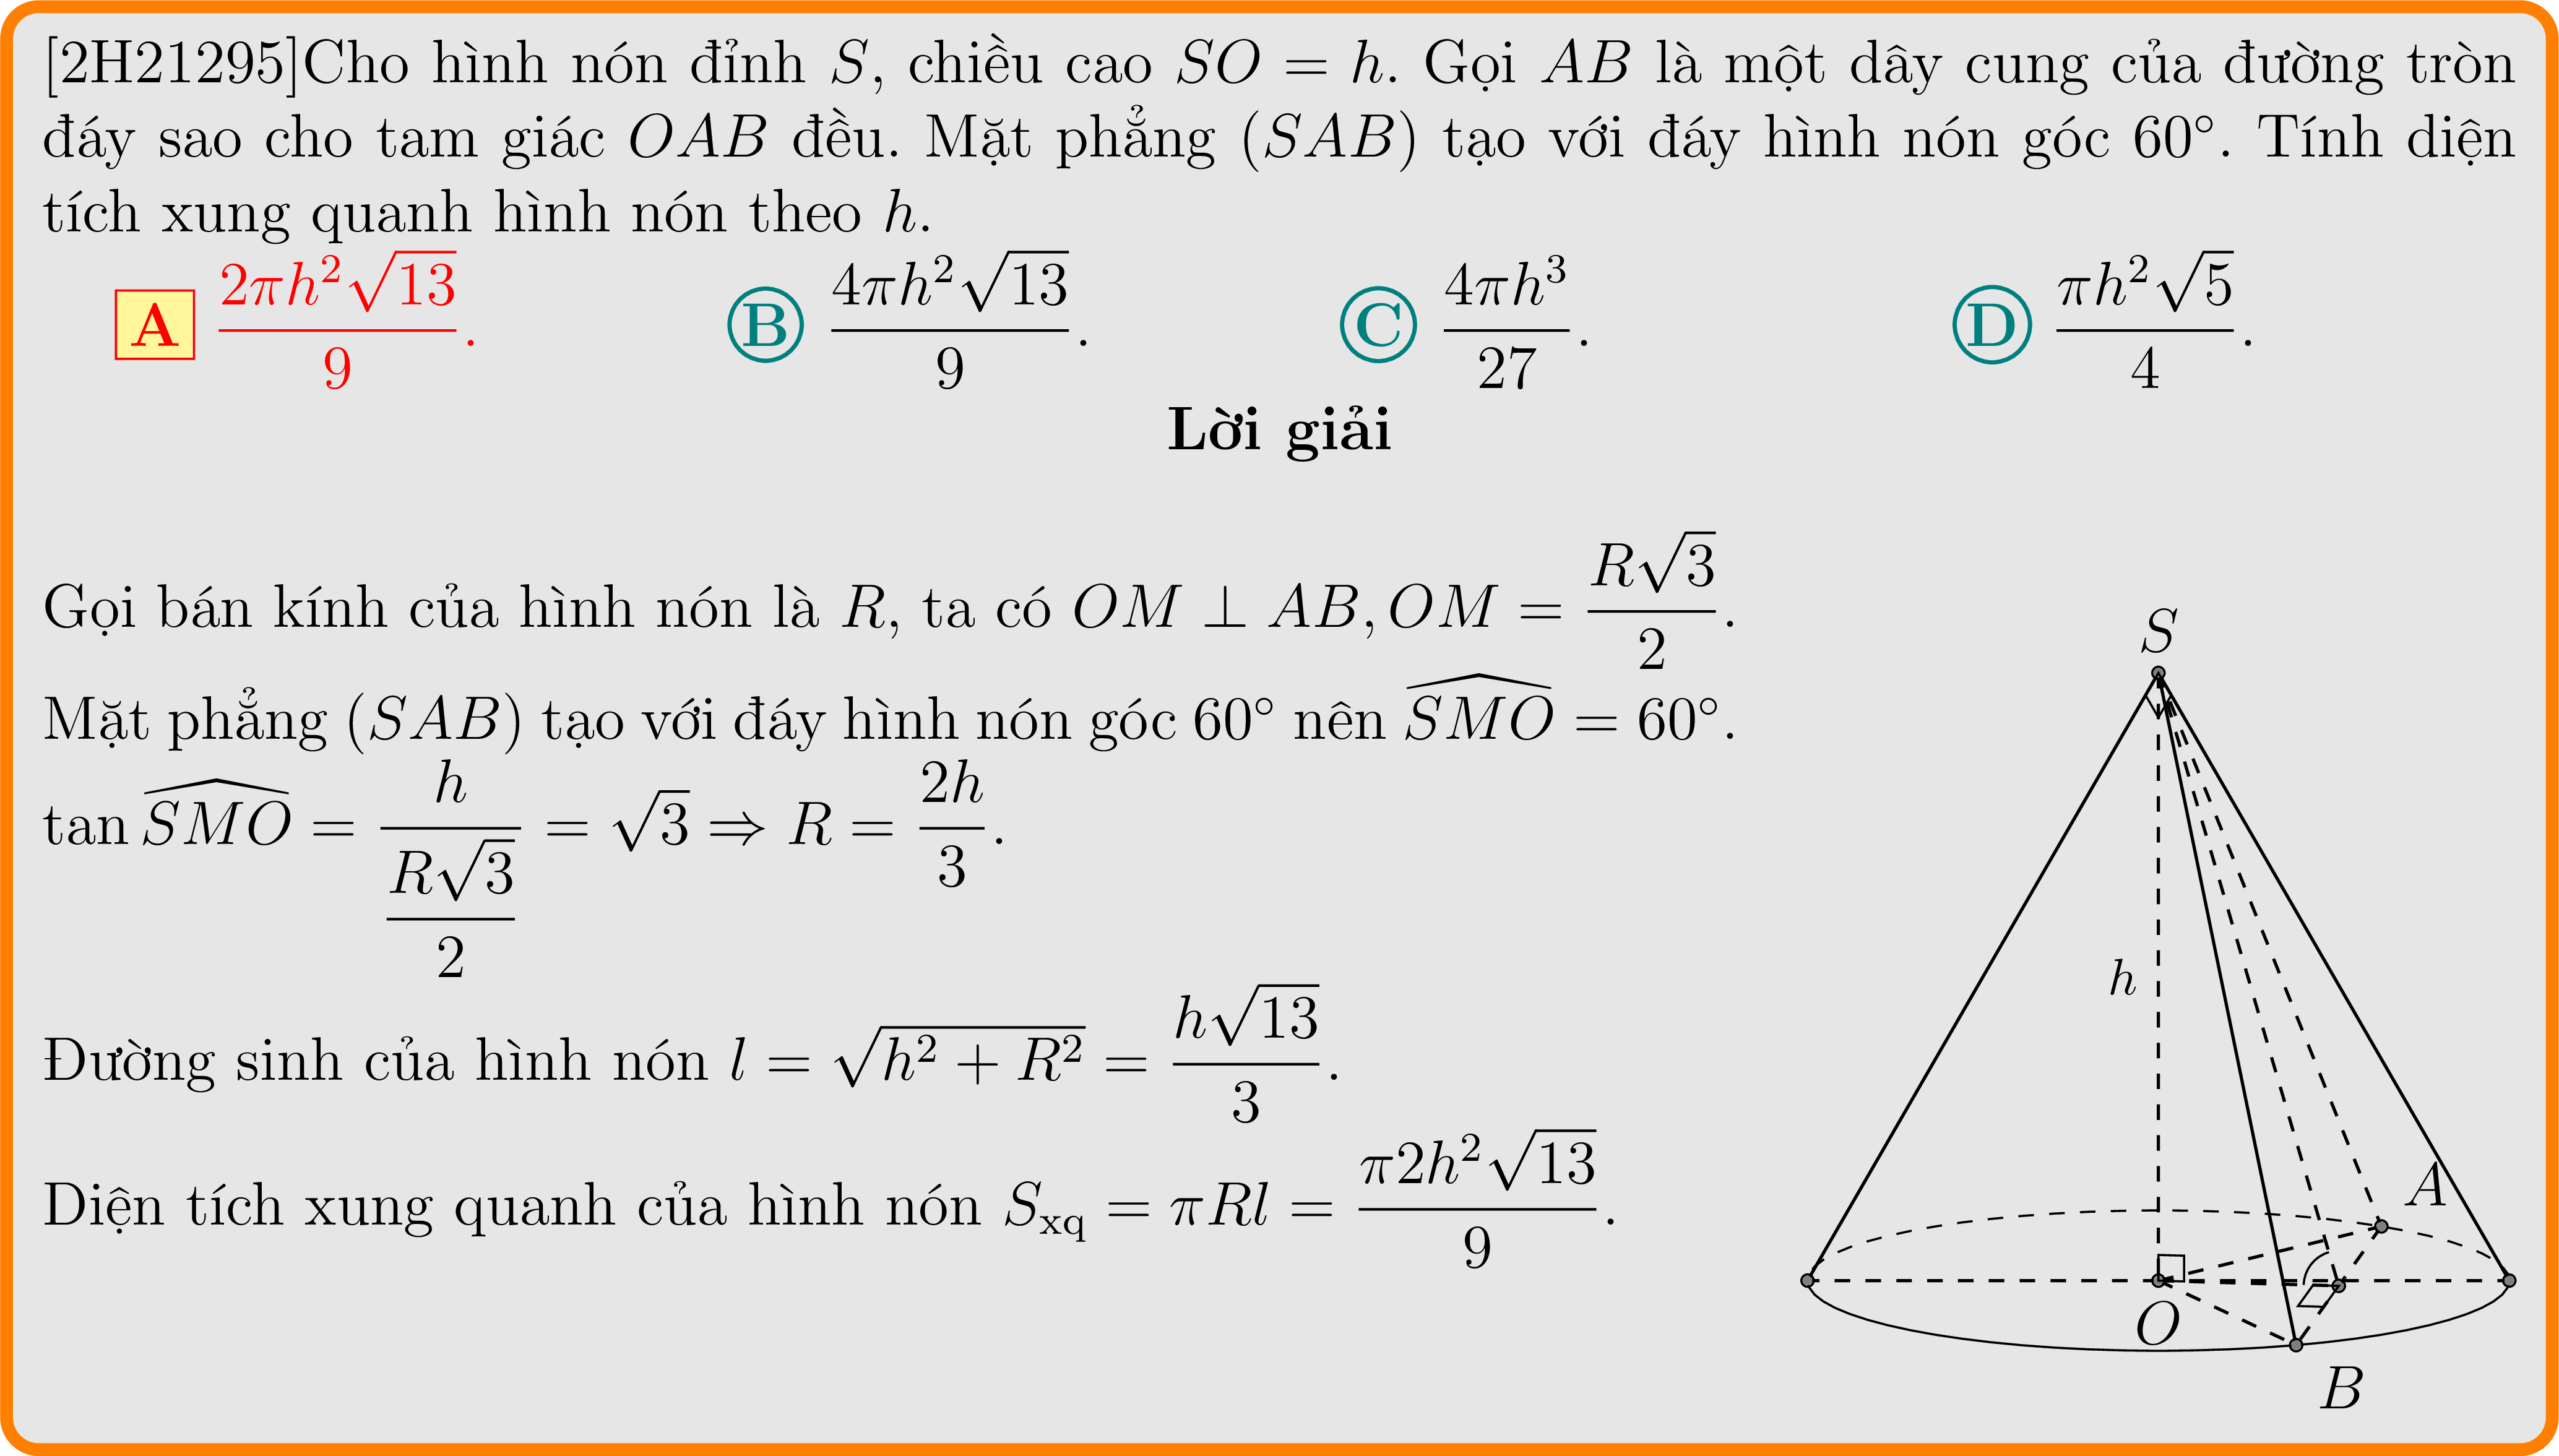 [2H21295]Cho hình nón đỉnh S, chiều cao SO = h. Gọi AB là một dây cung của đường tròn
đáy sao cho tam giác OAB đều. Mặt phẳng (SAB) tạo với đáy hình nón góc 60°. Tính diện
tích xung quanh hình nón theo h.
A $\frac{2\pi h^2\sqrt{13}}{9}$. B $\frac{4\pi h^2\sqrt{13}}{9}$. C $\frac{4\pi h^3}{27}$. D $\frac{\pi h^2\sqrt{5}}{4}$.
Lời giải
Gọi bán kính của hình nón là R, ta có $OM \perp AB, OM = \frac{R\sqrt{3}}{2}$.
Mặt phẳng (SAB) tạo với đáy hình nón góc 60° nên $\widehat{SMO} = 60°$.
$\tan \widehat{SMO} = \frac{h}{\frac{R\sqrt{3}}{2}} = \sqrt{3} \Rightarrow R = \frac{2h}{3}$.
Đường sinh của hình nón $l = \sqrt{h^2 + R^2} = \frac{h\sqrt{13}}{3}$.
Diện tích xung quanh của hình nón $S_{\text{xq}} = \pi Rl = \frac{\pi 2h^2\sqrt{13}}{9}$.
S
h
A
O
B